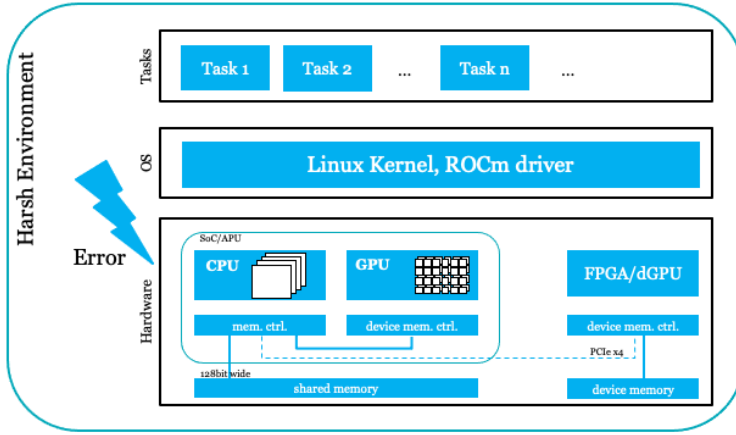 Harsh Environment
Tasks
Task 1
Task 2
...
Task n
...
OS
Linux Kernel, ROCm driver
Error
Hardware
SoC/APU
CPU
GPU
FPGA/dGPU
mem. ctrl.
device mem. ctrl.
device mem. ctrl.
PCIe x4
128bit wide
shared memory
device memory